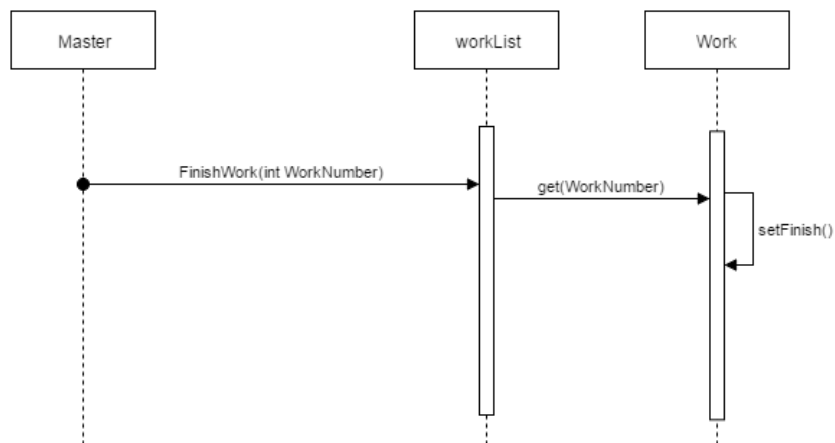 Master
workList
Work
FinishWork(int WorkNumber)
get(WorkNumber)
setFinish()